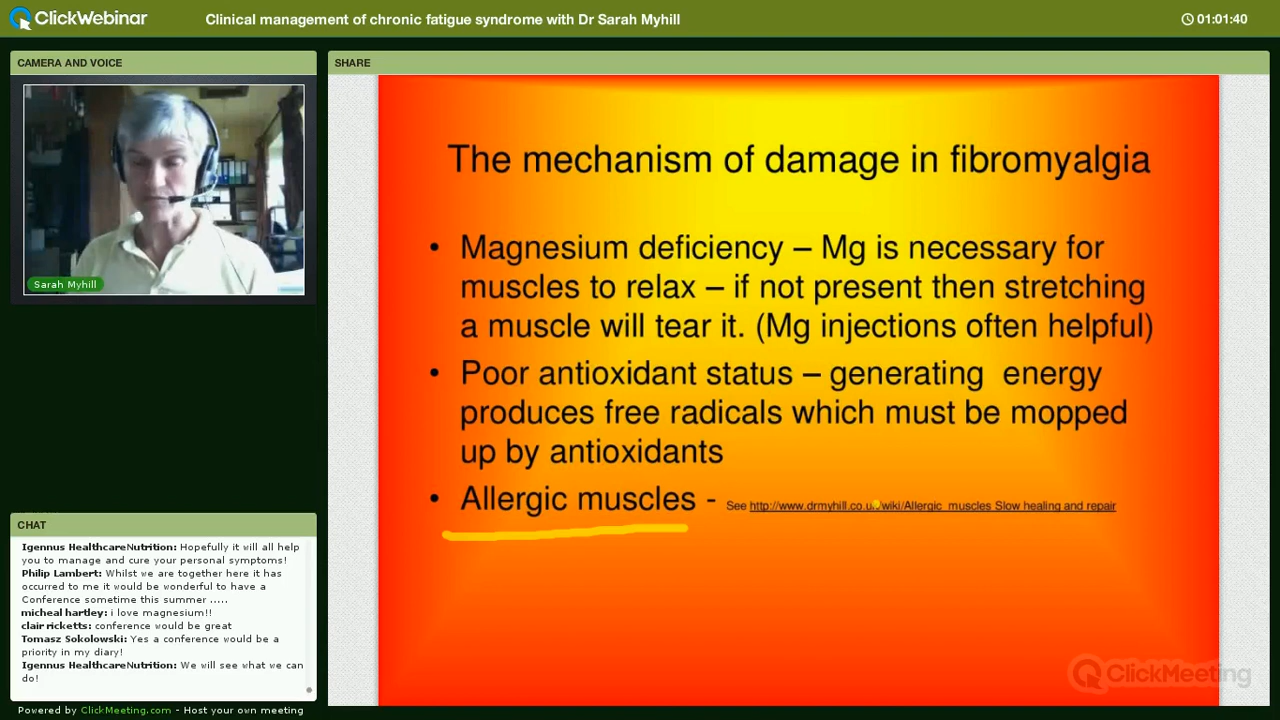 ClickWebinar
Clinical management of chronic fatigue syndrome with Dr Sarah Myhill
01:01:40
CAMERA AND VOICE
Sarah Myhill
SHARE
The mechanism of damage in fibromyalgia
• Magnesium deficiency – Mg is necessary for
muscles to relax – if not present then stretching
a muscle will tear it. (Mg injections often helpful)
• Poor antioxidant status – generating energy
produces free radicals which must be mopped
up by antioxidants
• Allergic muscles - See http://www.drmyhill.co.uk/wiki/Allergic_muscles Slow healing and repair
ClickMeeting
CHAT
Igennus HealthcareNutrition: Hopefully it will all help
you to manage and cure your personal symptoms!
Philip Lambert: Whilst we are together here it has
occurred to me it would be wonderful to have a
Conference sometime this summer .....
micheal hartley: i love magnesium!!
clair ricketts: conference would be great
Tomasz Sokolowski: Yes a conference would be a
priority in my diary!
Igennus HealthcareNutrition: We will see what we can
do!
Powered by ClickMeeting.com - Host your own meeting